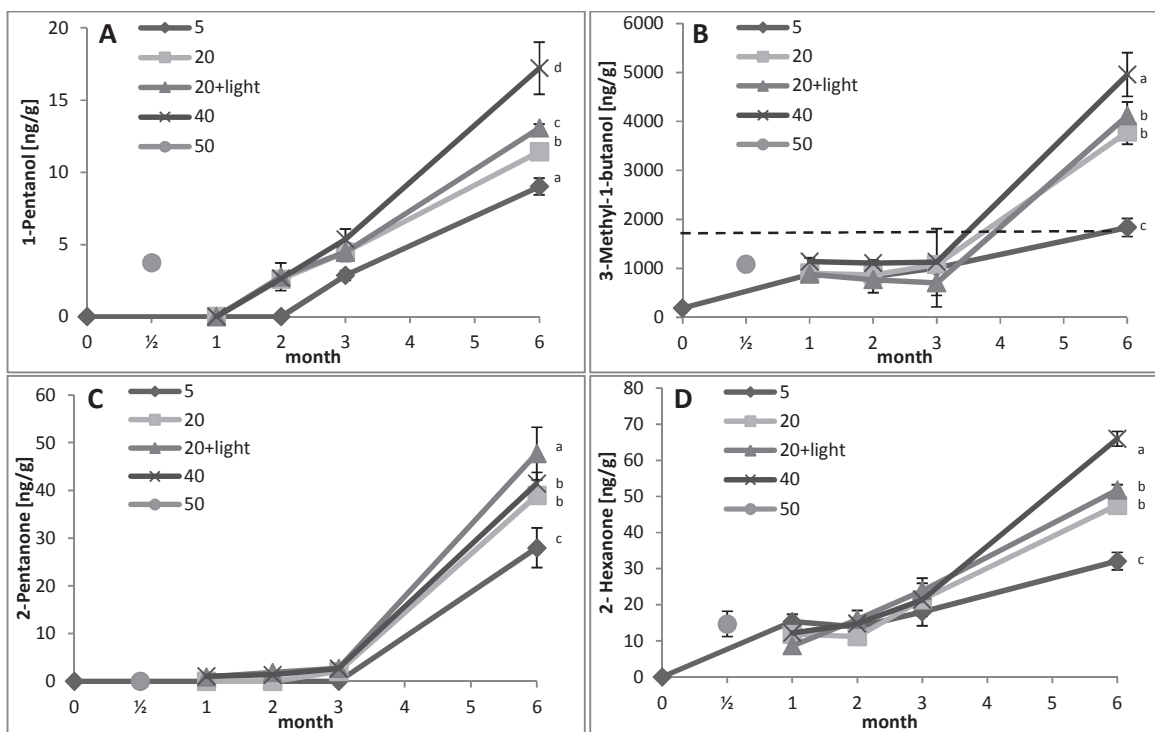 A
1-Pentanol [ng/g]
20
15
10
5
0
5
20
20+light
40
50
d
c
b
a
0 ½ 1 2 3 4 5 6
month
B
3-Methyl-1-butanol [ng/g]
6000
5000
4000
3000
2000
1000
0
5
20
20+light
40
50
a
b
b
c
0 ½ 1 2 3 4 5 6
month
C
2-Pentanone [ng/g]
60
50
40
30
20
10
0
5
20
20+light
40
50
a
b
b
c
0 ½ 1 2 3 4 5 6
month
D
2- Hexanone [ng/g]
80
70
60
50
40
30
20
10
0
5
20
20+light
40
50
a
b
b
c
0 ½ 1 2 3 4 5 6
month